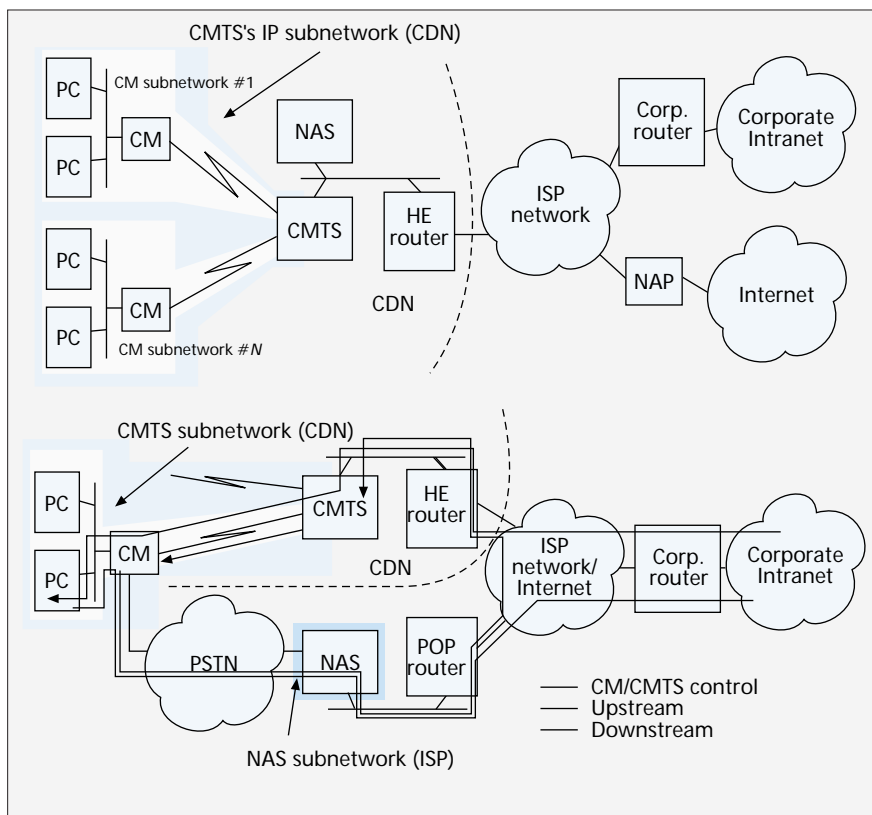 CMTS's IP subnetwork (CDN)
PC
CM subnetwork #1
CM
PC
NAS
CMTS
HE
router
CDN
ISP
network
Corp.
router
Corporate
Intranet
NAP
Internet
PC
CM
PC
CM subnetwork #N
CMTS subnetwork (CDN)
PC
CM
PC
CMTS
HE
router
CDN
ISP
network/
Internet
Corp.
router
Corporate
Intranet
PSTN
NAS
POP
router
NAS subnetwork (ISP)
CM/CMTS control
Upstream
Downstream